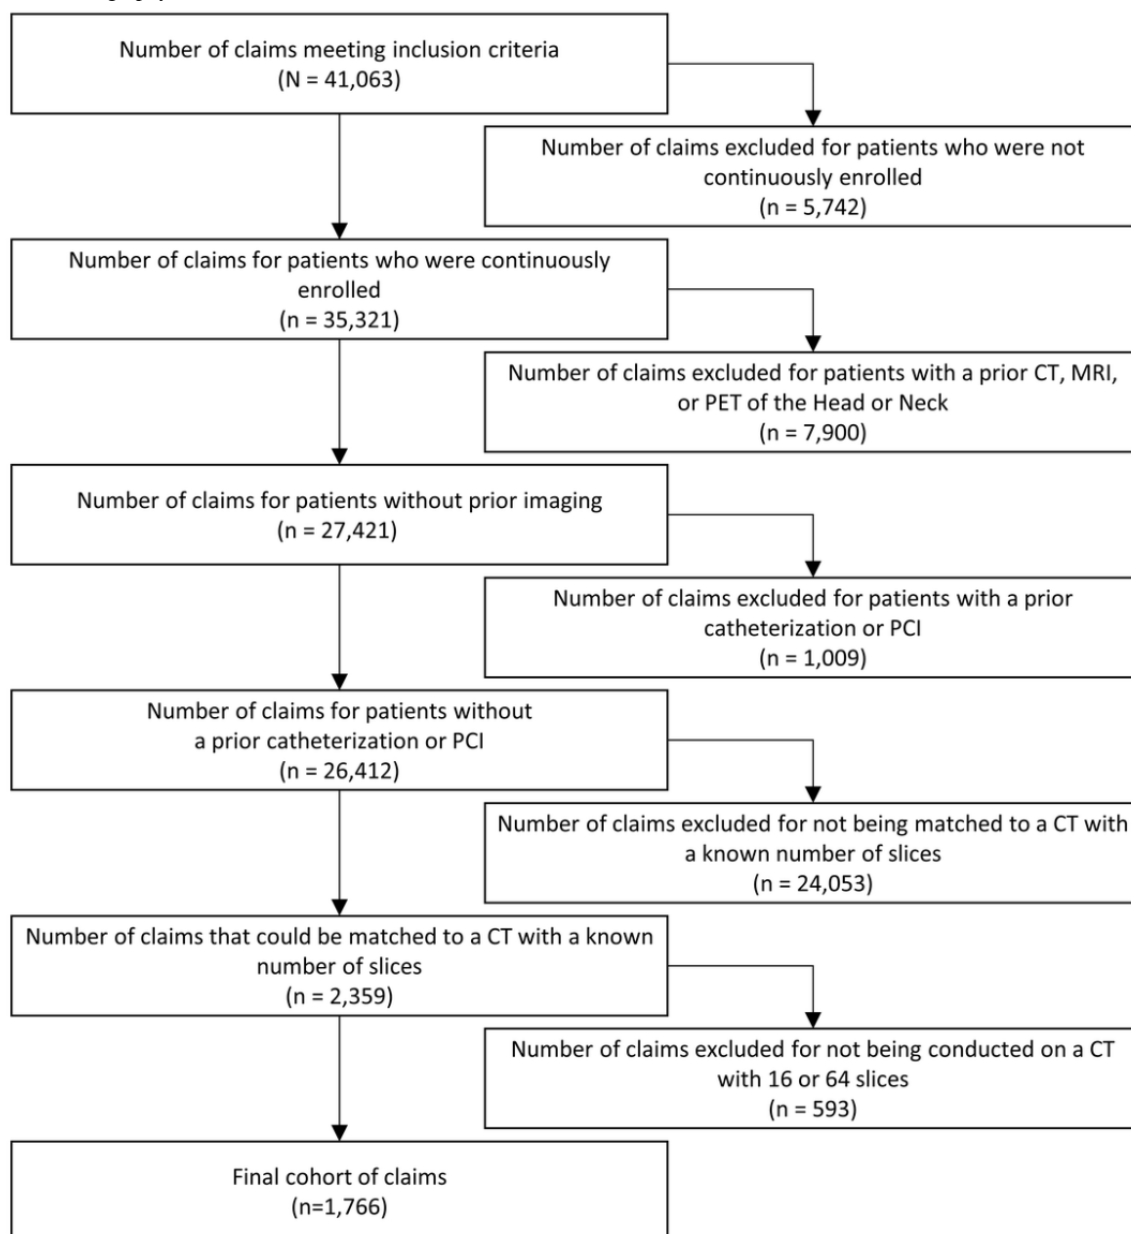 Number of claims meeting inclusion criteria
(N = 41,063)
Number of claims excluded for patients who were not
continuously enrolled
(n = 5,742)
Number of claims for patients who were continuously
enrolled
(n = 35,321)
Number of claims excluded for patients with a prior CT, MRI,
or PET of the Head or Neck
(n = 7,900)
Number of claims for patients without prior imaging
(n = 27,421)
Number of claims excluded for patients with a prior
catheterization or PCI
(n = 1,009)
Number of claims for patients without
a prior catheterization or PCI
(n = 26,412)
Number of claims excluded for not being matched to a CT with
a known number of slices
(n = 24,053)
Number of claims that could be matched to a CT with a known
number of slices
(n = 2,359)
Number of claims excluded for not being conducted on a CT
with 16 or 64 slices
(n = 593)
Final cohort of claims
(n=1,766)